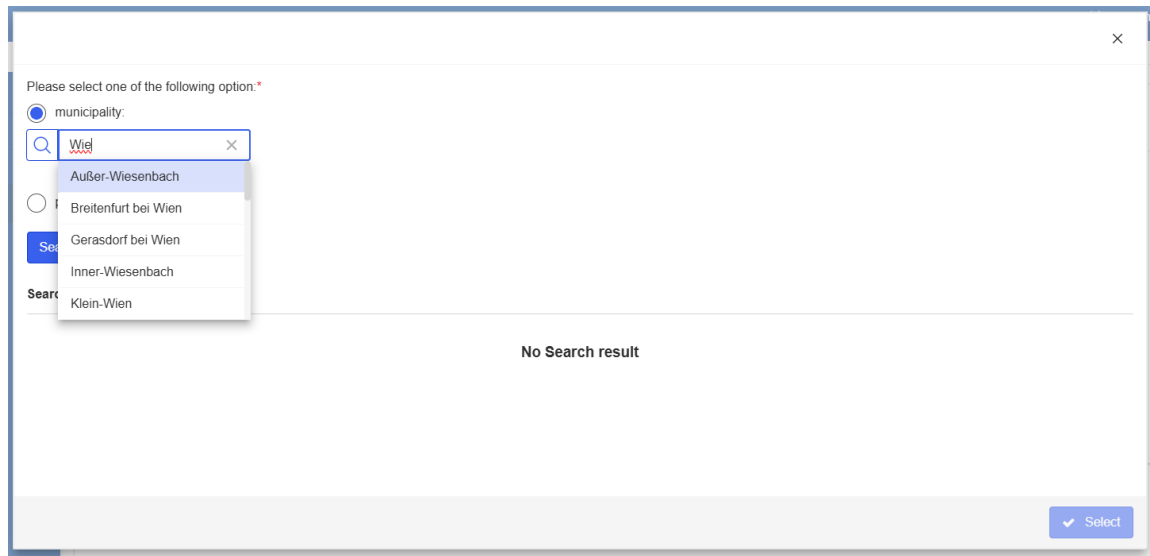 Please select one of the following option:*
municipality:
Wie
Außer-Wiesenbach
Breitenfurt bei Wien
Gerasdorf bei Wien
Inner-Wiesenbach
Klein-Wien
No Search result
Select